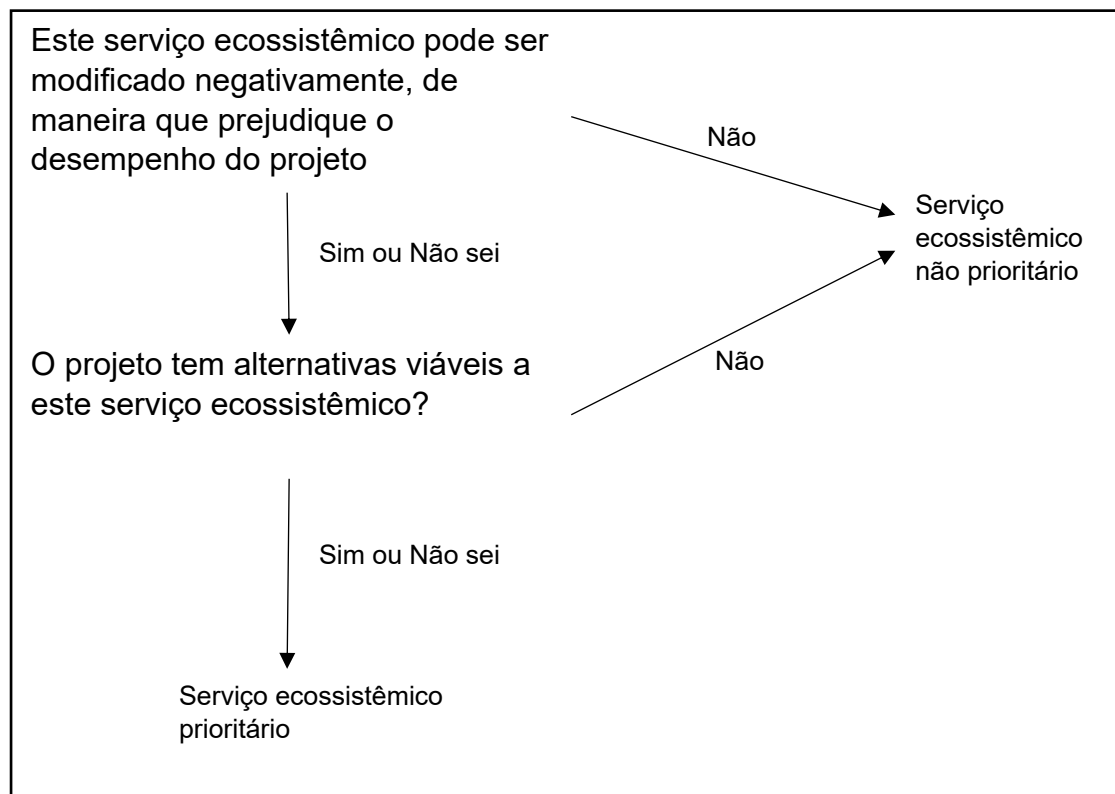 Este serviço ecossistêmico pode ser
modificado negativamente, de
maneira que prejudique o
desempenho do projeto
Não
Serviço
ecossistêmico
não prioritário
Sim ou Não sei
O projeto tem alternativas viáveis a
este serviço ecossistêmico?
Não
Sim ou Não sei
Serviço ecossistêmico
prioritário